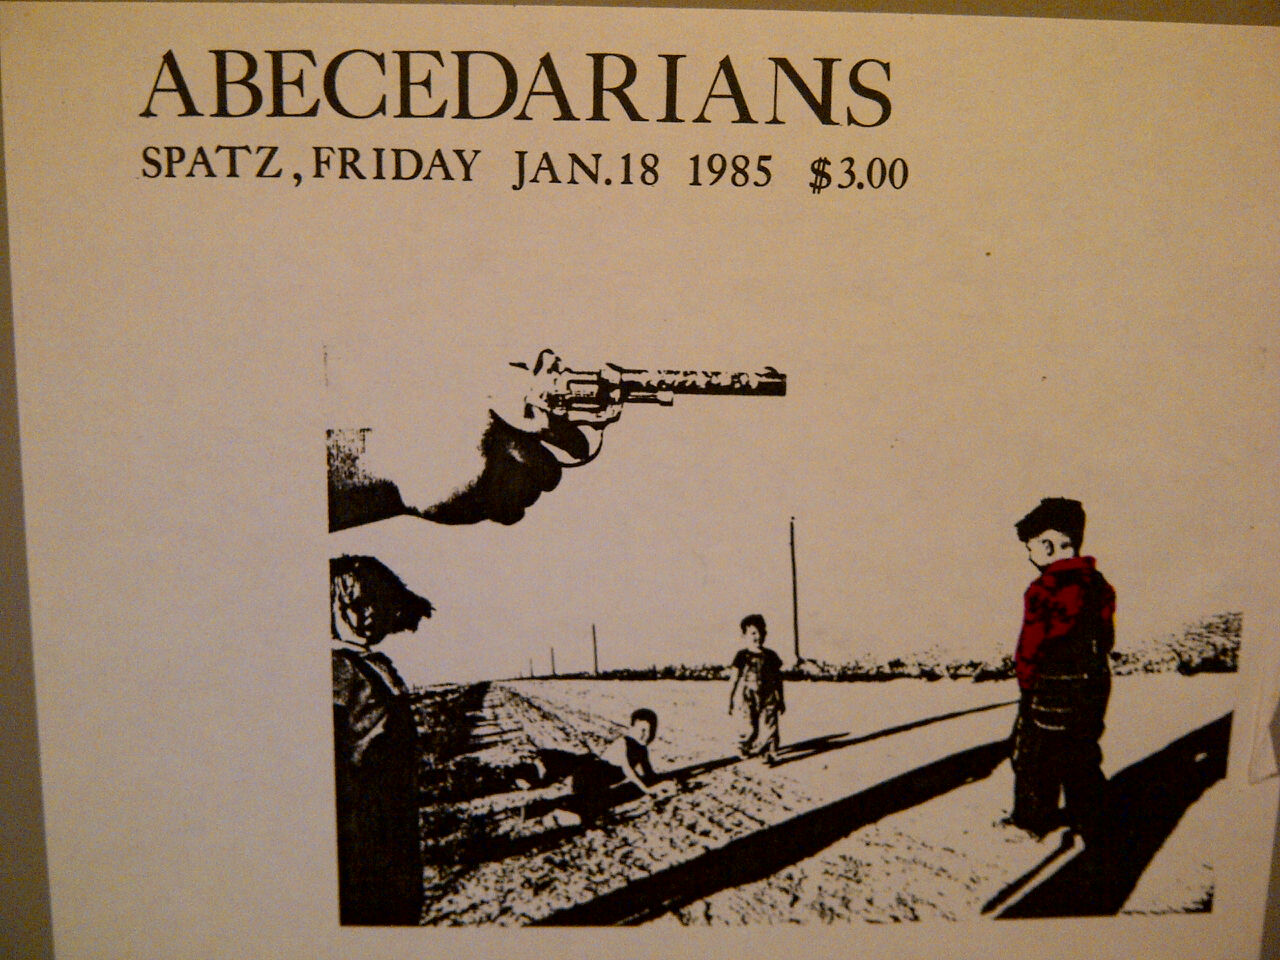 ABECEDARIANS
SPATZ, FRIDAY JAN.18 1985 $3.00